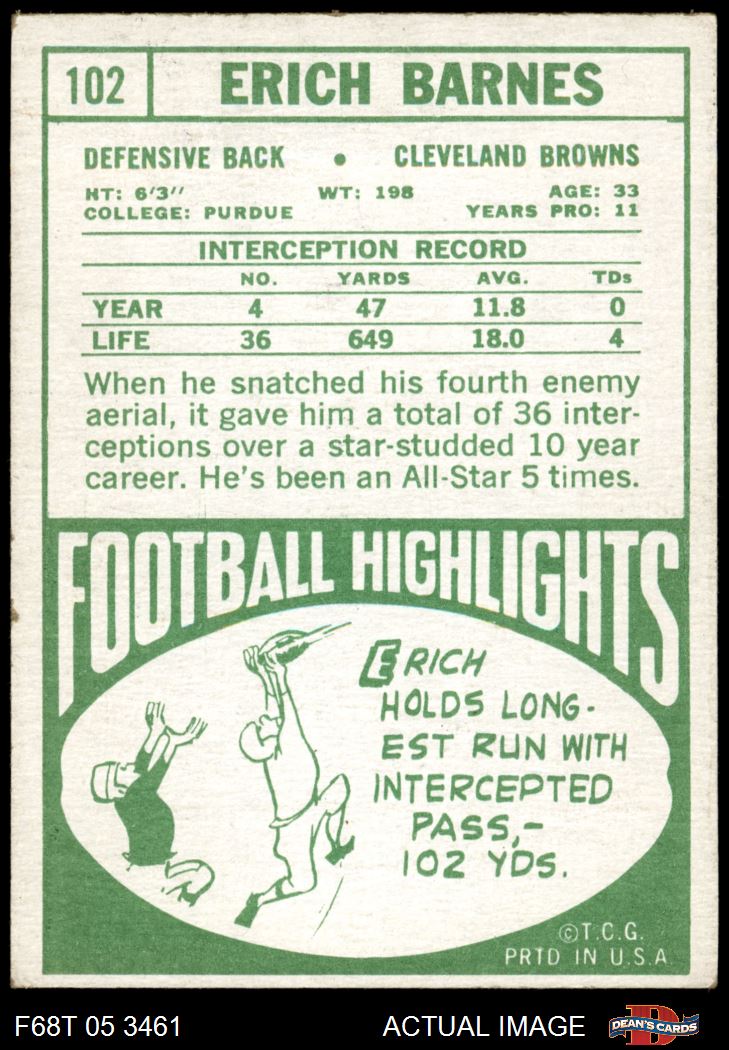 102 ERICH BARNES
DEFENSIVE BACK • CLEVELAND BROWNS
HT: 6'3" WT: 198 AGE: 33
COLLEGE: PURDUE YEARS PRO: 11
INTERCEPTION RECORD
NO. YARDS AVG. TDs
YEAR 4 47 11.8 0
LIFE 36 649 18.0 4
When he snatched his fourth enemy
aerial, it gave him a total of 36 inter-
ceptions over a star-studded 10 year
career. He's been an All-Star 5 times.
FOOTBALL HIGHLIGHTS
ERICH
HOLDS LONG-
EST RUN WITH
INTERCEPTED
PASS,-
102 YDS.
©T.C.G.
PRTD IN U.S.A
F68T 05 3461 ACTUAL IMAGE D DEAN'S CARDS